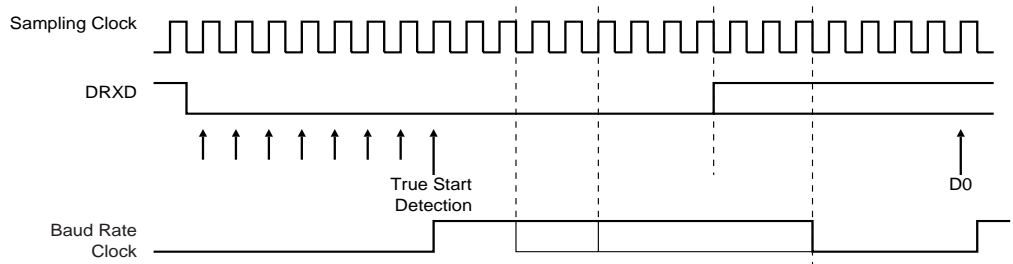 Sampling Clock
DRXD
True Start
Detection
D0
Baud Rate
Clock